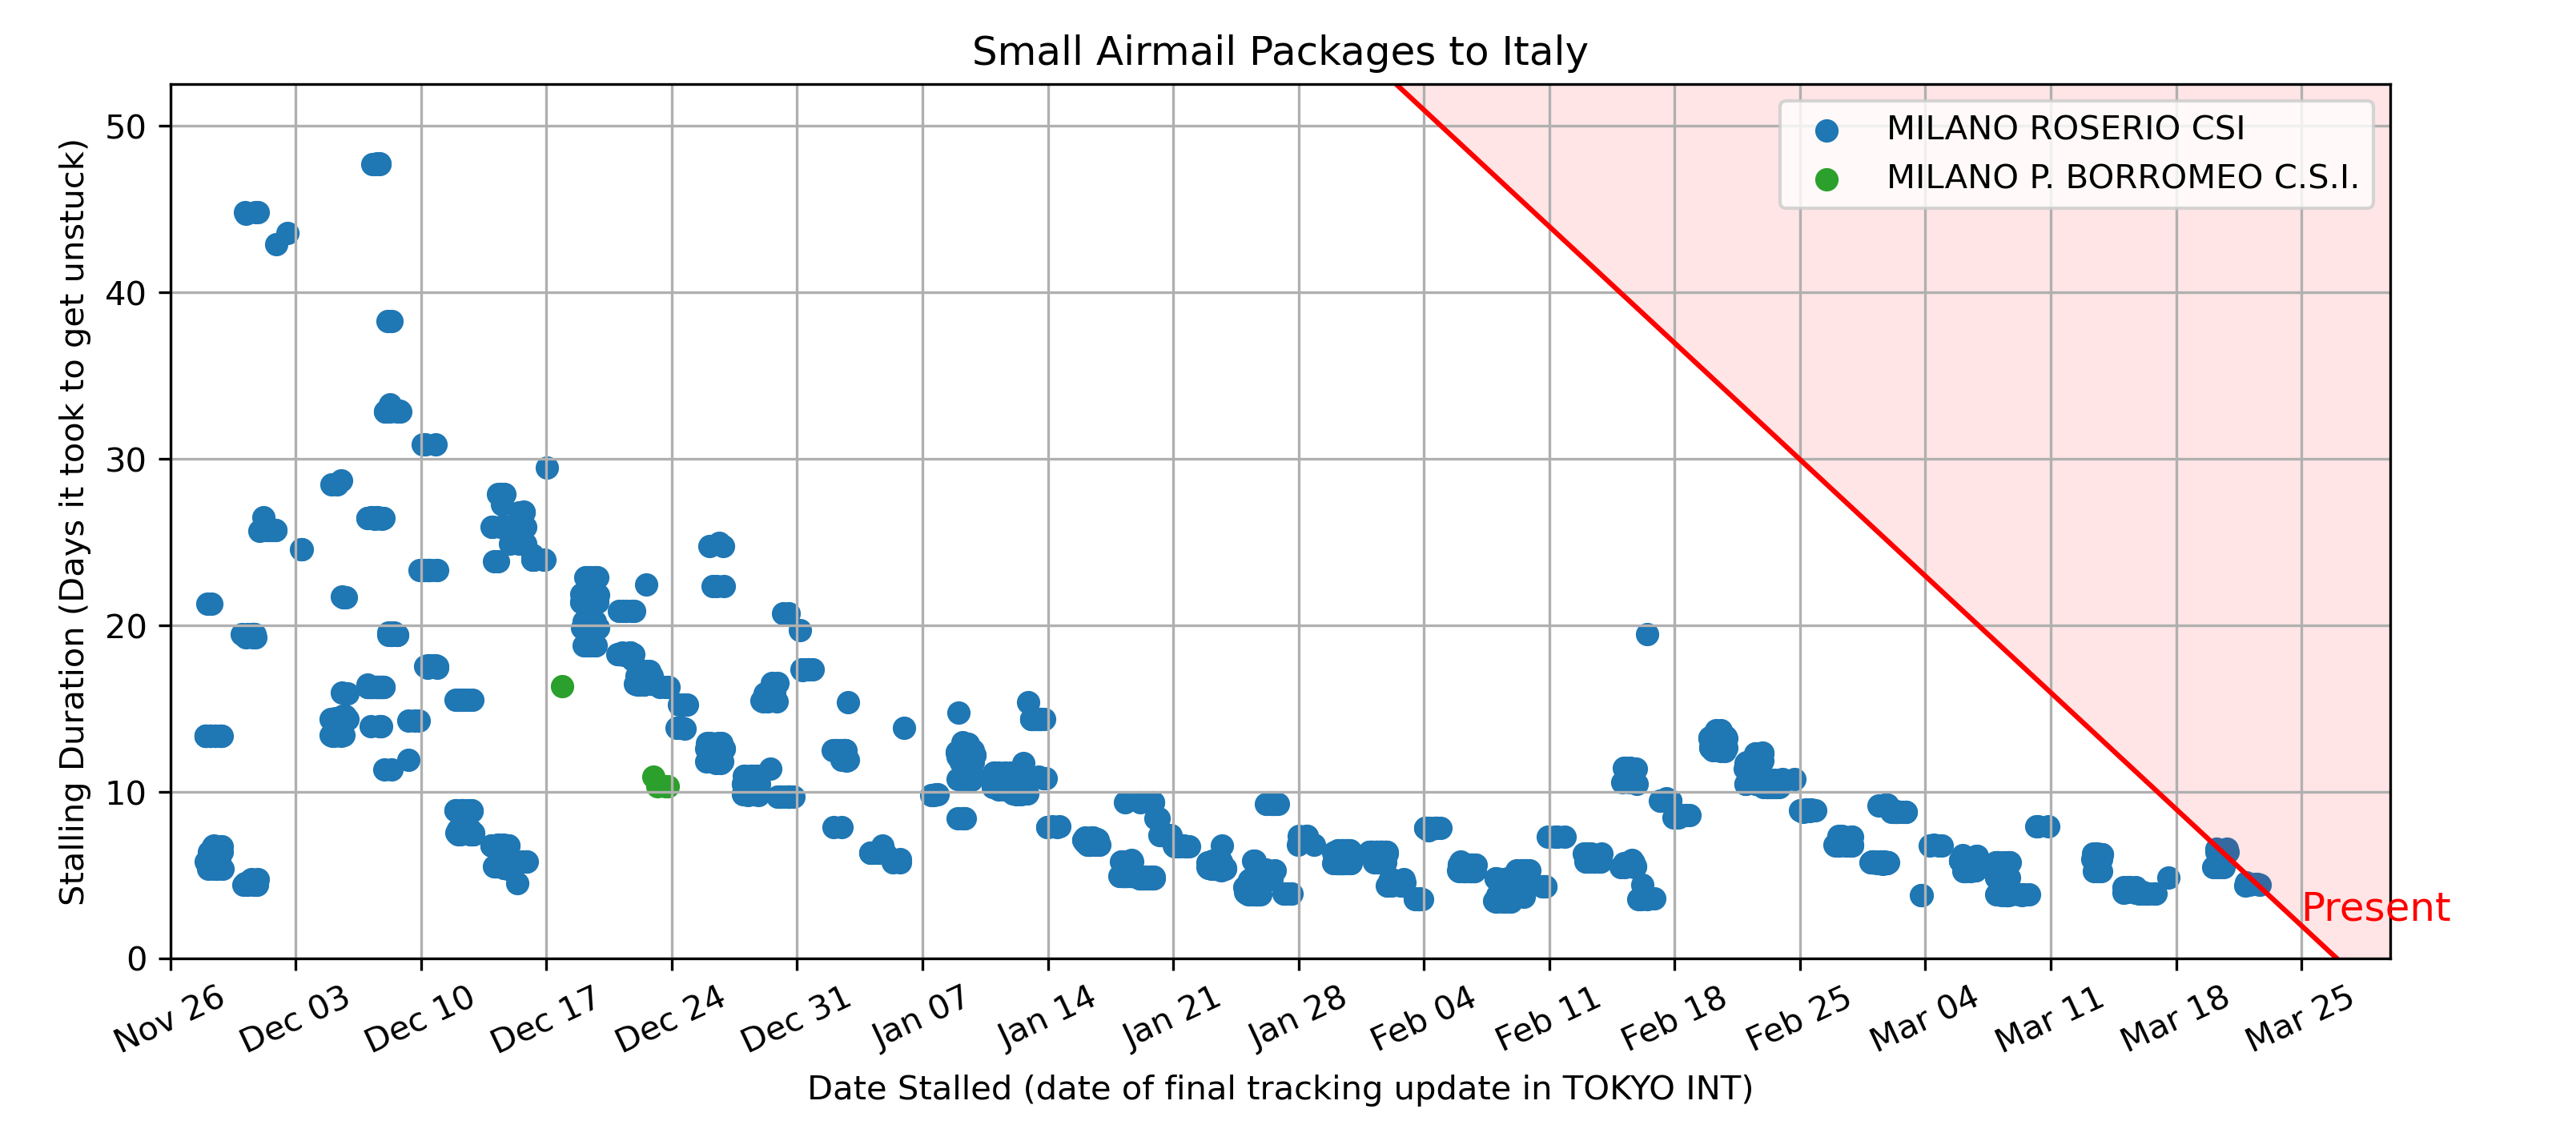 Small Airmail Packages to Italy
MILANO ROSERIO CSI
MILANO P. BORROMEO C.S.I.
Stalling Duration (Days it took to get unstuck)
50
40
30
20
10
0
Present
Nov 26
Dec 03
Dec 10
Dec 17
Dec 24
Dec 31
Jan 07
Jan 14
Jan 21
Jan 28
Feb 04
Feb 11
Feb 18
Feb 25
Mar 04
Mar 11
Mar 18
Mar 25
Date Stalled (date of final tracking update in TOKYO INT)